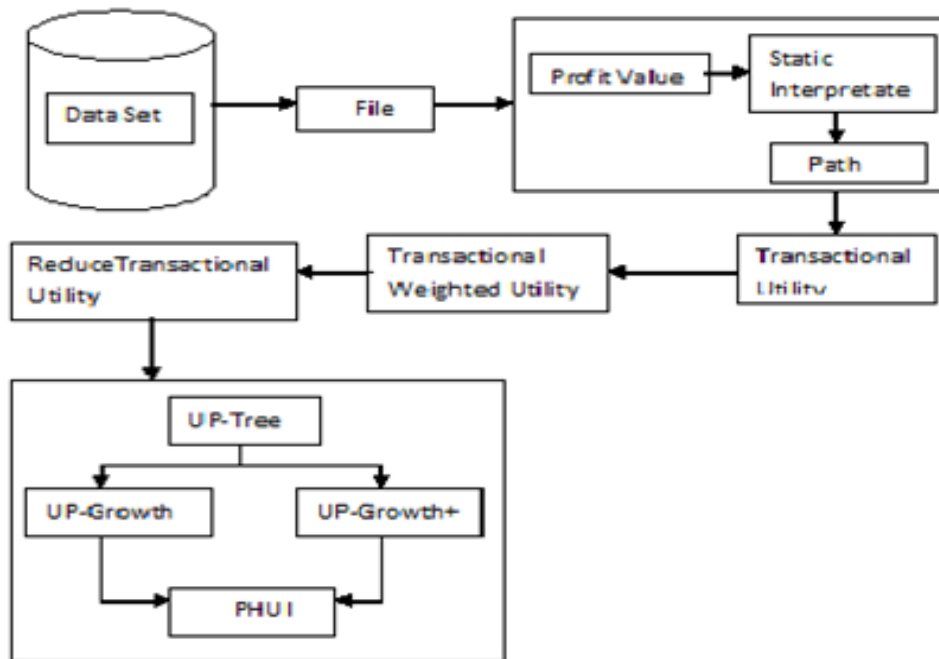 Data Set
File
Profit Value
Static
Interpretate
Path
Transactional
Utility
Transactional
Weighted Utility
ReduceTransactional
Utility
UP-Tree
UP-Growth
UP-Growth+
PHUI